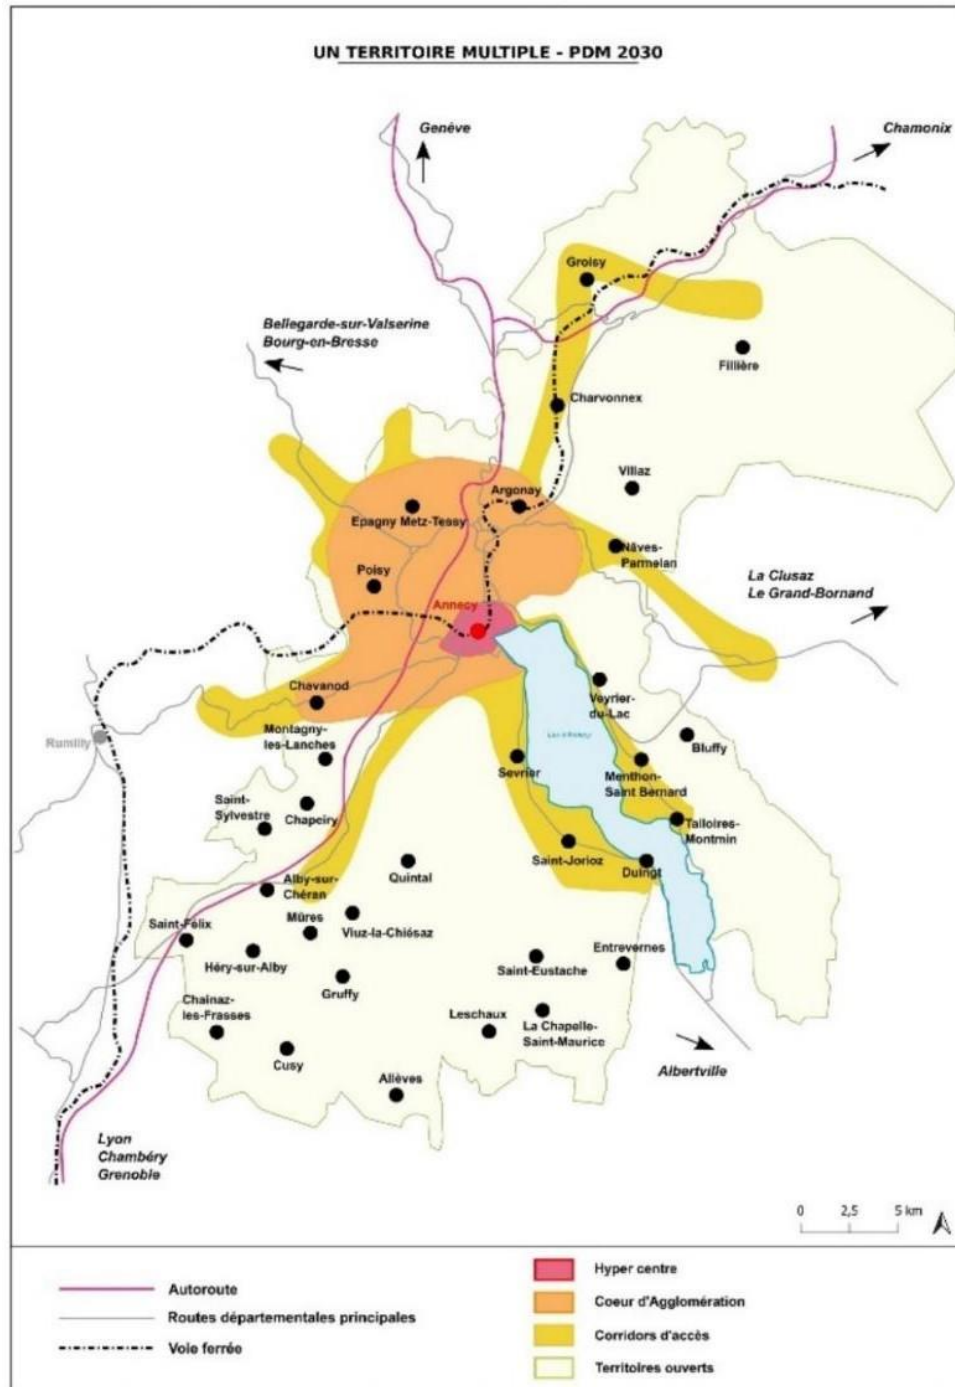 UN TERRITOIRE MULTIPLE - PDM 2030
Genève
Chamonix
Groisy
Bellegarde-sur-Valserine
Bourg-en-Bresse
Fillière
Charvonnex
Villaz
Argonay
Epagny Metz-Tessy
Nâves-
Parmelan
Poisy
La Clusaz
Le Grand-Bornand
Annecy
Chavanod
Veyrier-
du-Lac
Montagny-
les-Lanches
Rumilly
Bluffy
Sevrier
Menthon-
Saint Bernard
Saint-
Sylvestre
Chapeiry
Talloires-
Montmin
Saint-Jorioz
Duingt
Quintal
Alby-sur-
Chéran
Saint-Félix
Mûres
Viuz-la-Chiésaz
Entrevernes
Héry-sur-Alby
Saint-Eustache
Gruffy
Chainaz-
les-Frasses
Leschaux
La Chapelle-
Saint-Maurice
Cusy
Albertville
Allèves
Lyon
Chambéry
Grenoble
0 2,5 5 km
Autoroute
Routes départementales principales
Voie ferrée
Hyper centre
Coeur d'Agglomération
Corridors d'accès
Territoires ouverts